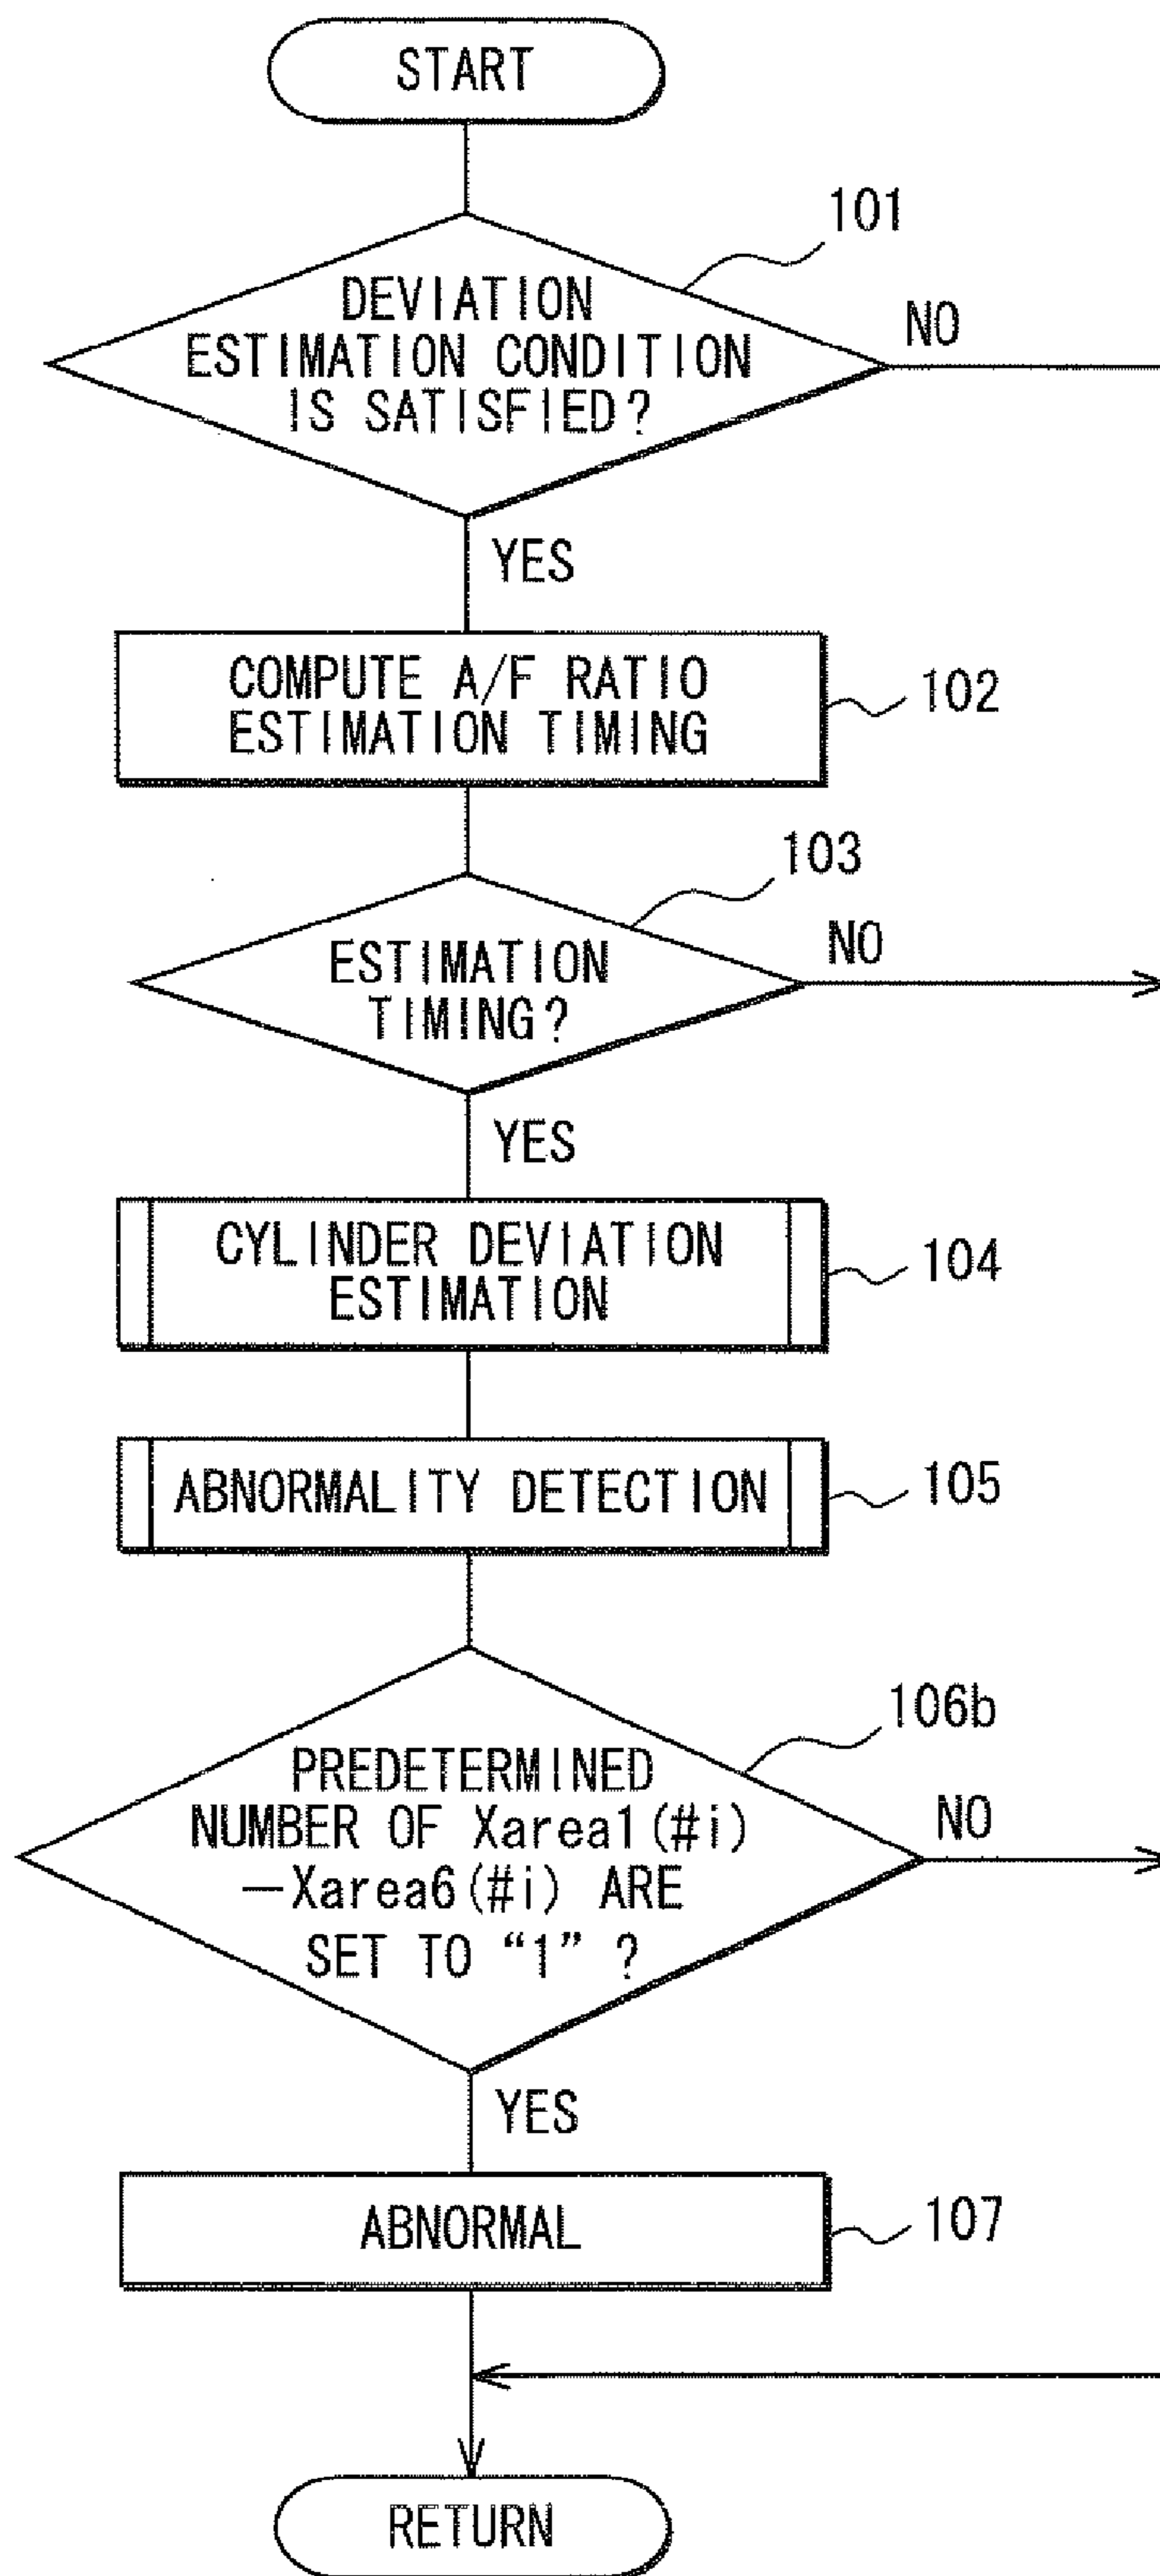 START
101
DEVIATION
ESTIMATION CONDITION
IS SATISFIED?
NO
YES
COMPUTE A/F RATIO
ESTIMATION TIMING
102
103
ESTIMATION
TIMING?
NO
YES
CYLINDER DEVIATION
ESTIMATION
104
ABNORMALITY DETECTION
105
106b
PREDETERMINED
NUMBER OF Xarea1(#i)
—Xarea6(#i) ARE
SET TO “1” ?
NO
YES
ABNORMAL
107
RETURN